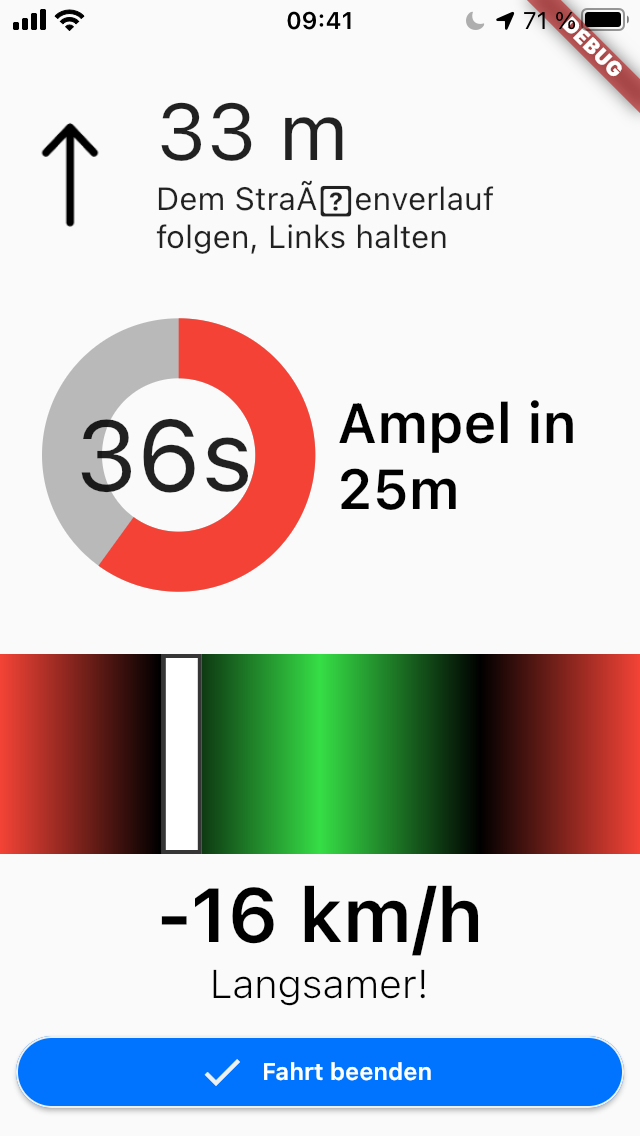 09:41
71 %
DEBUG
33 m
Dem StraÃ�enverlauf
folgen, Links halten
36s
Ampel in
25m
-16 km/h
Langsamer!
Fahrt beenden